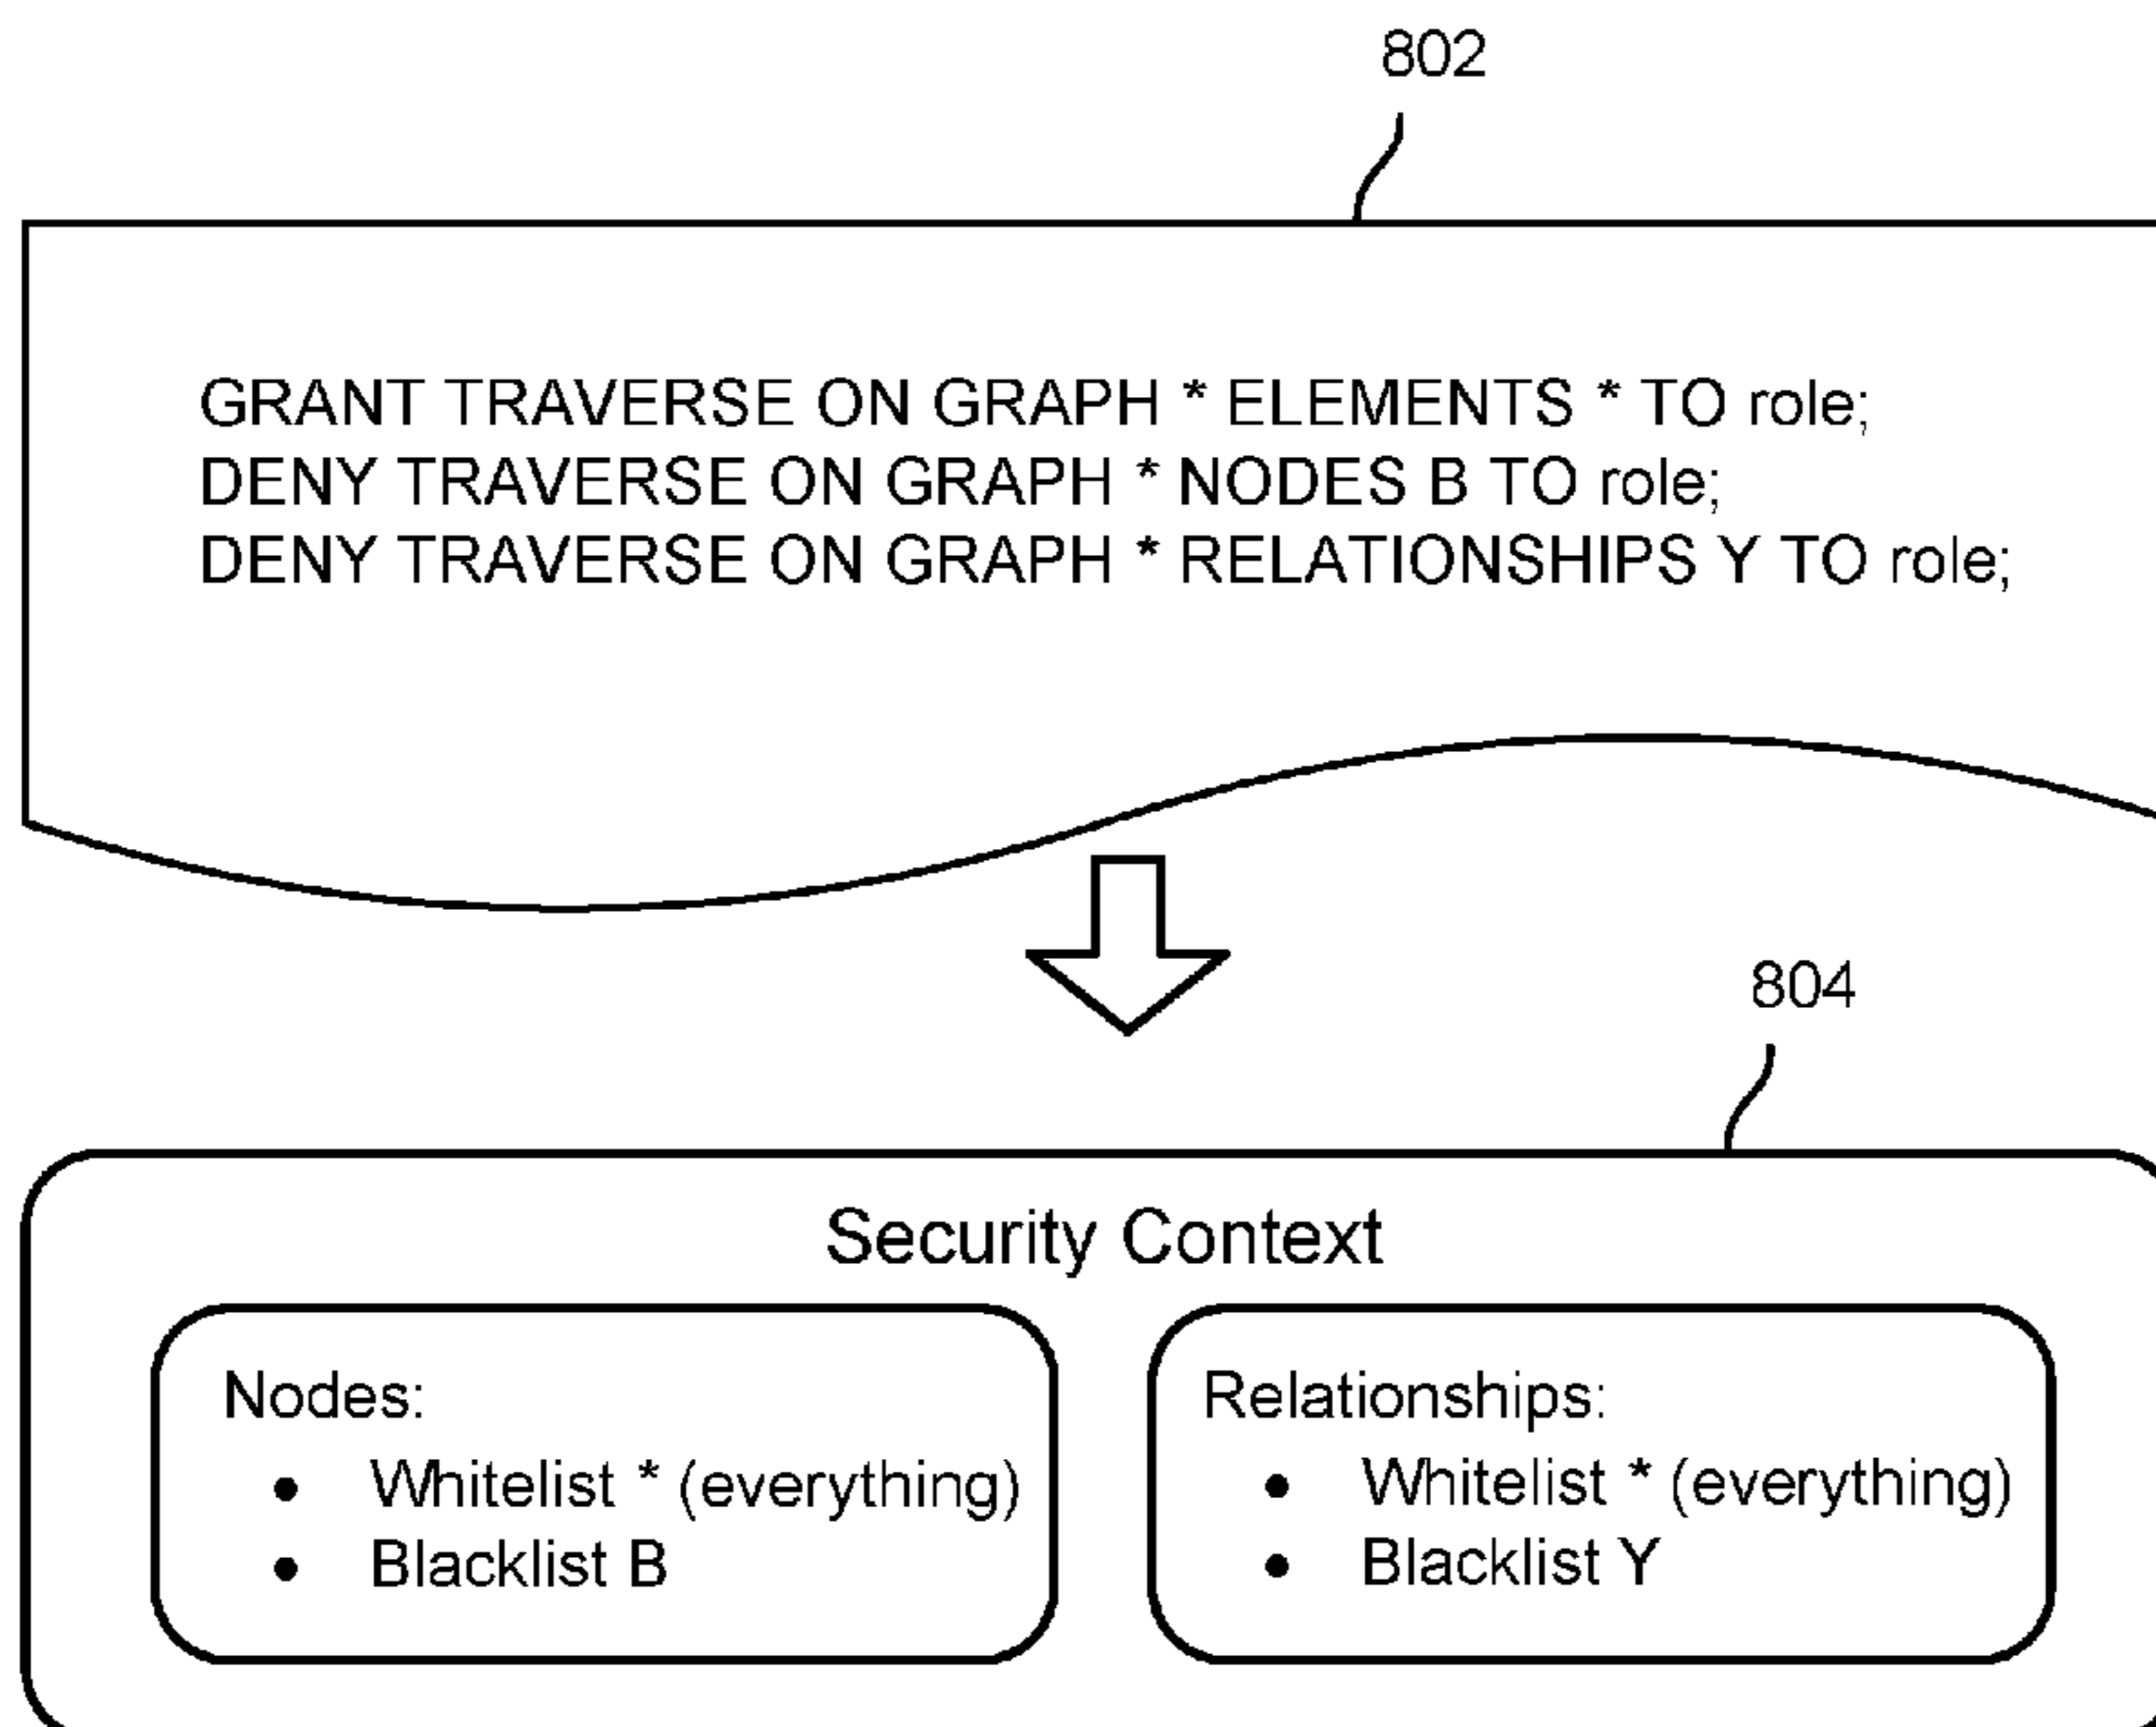 802
GRANT TRAVERSE ON GRAPH * ELEMENTS * TO role;
DENY TRAVERSE ON GRAPH * NODES B TO role;
DENY TRAVERSE ON GRAPH * RELATIONSHIPS Y TO role;
804
Security Context
Nodes:
• Whitelist * (everything)
• Blacklist B
Relationships:
• Whitelist * (everything)
• Blacklist Y